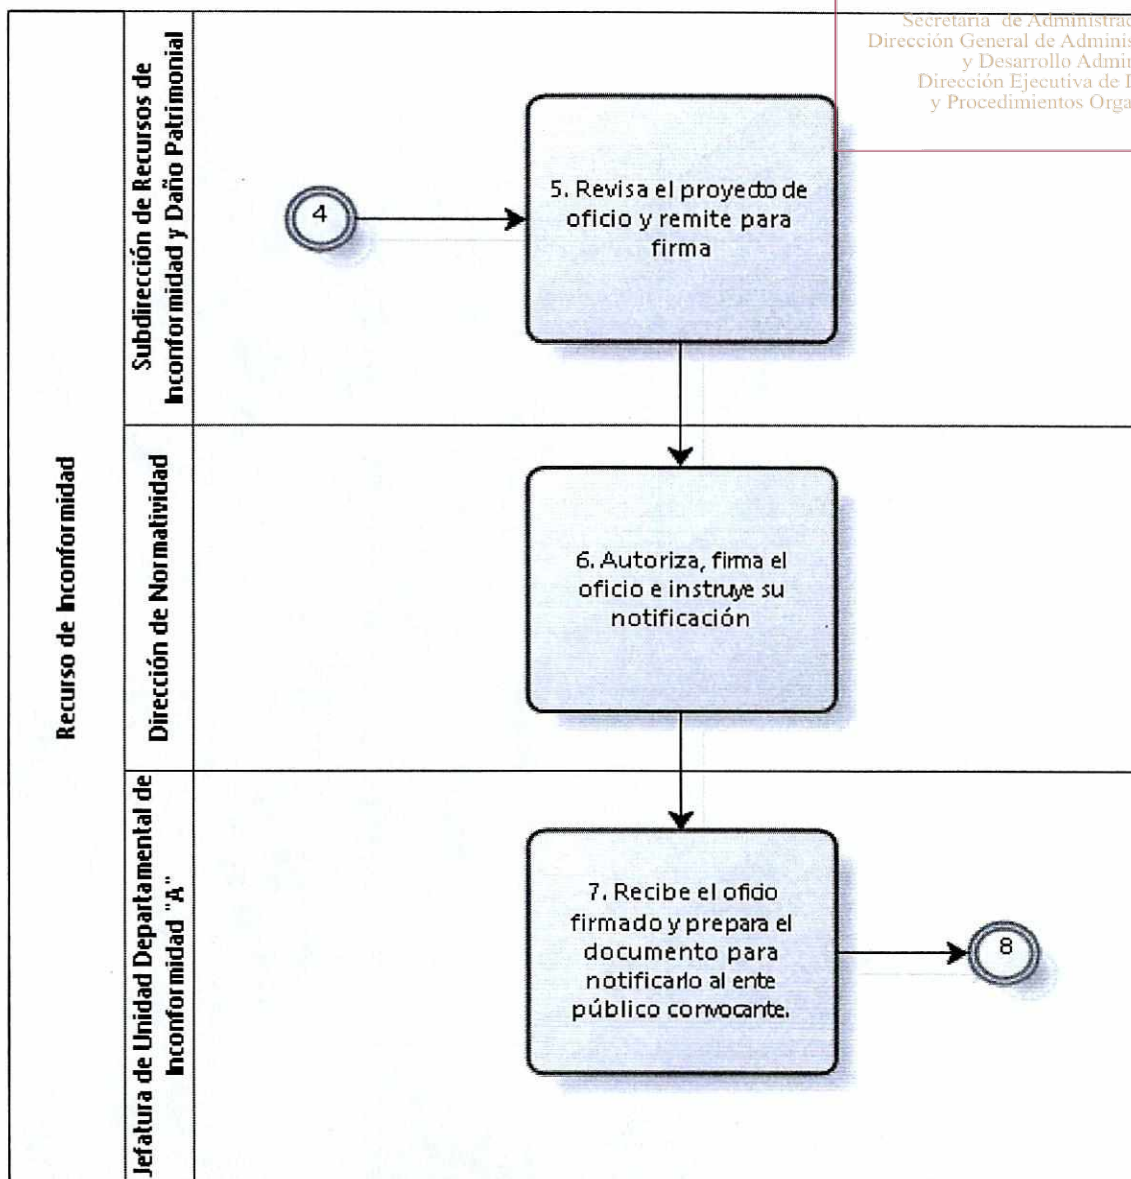 Secretaría de Administrac
Dirección General de Adminis
y Desarrollo Admin
Dirección Ejecutiva de D
y Procedimientos Orga
Recurso de Inconformidad
Subdirección de Recursos de
Inconformidad y Daño Patrimonial
4
5. Revisa el proyecto de
oficio y remite para
firma
Dirección de Normatividad
6. Autoriza, firma el
oficio e instruye su
notificación
Jefatura de Unidad Departamental de
Inconformidad "A"
7. Recibe el oficio
firmado y prepara el
documento para
notificarlo al ente
público convocante.
8